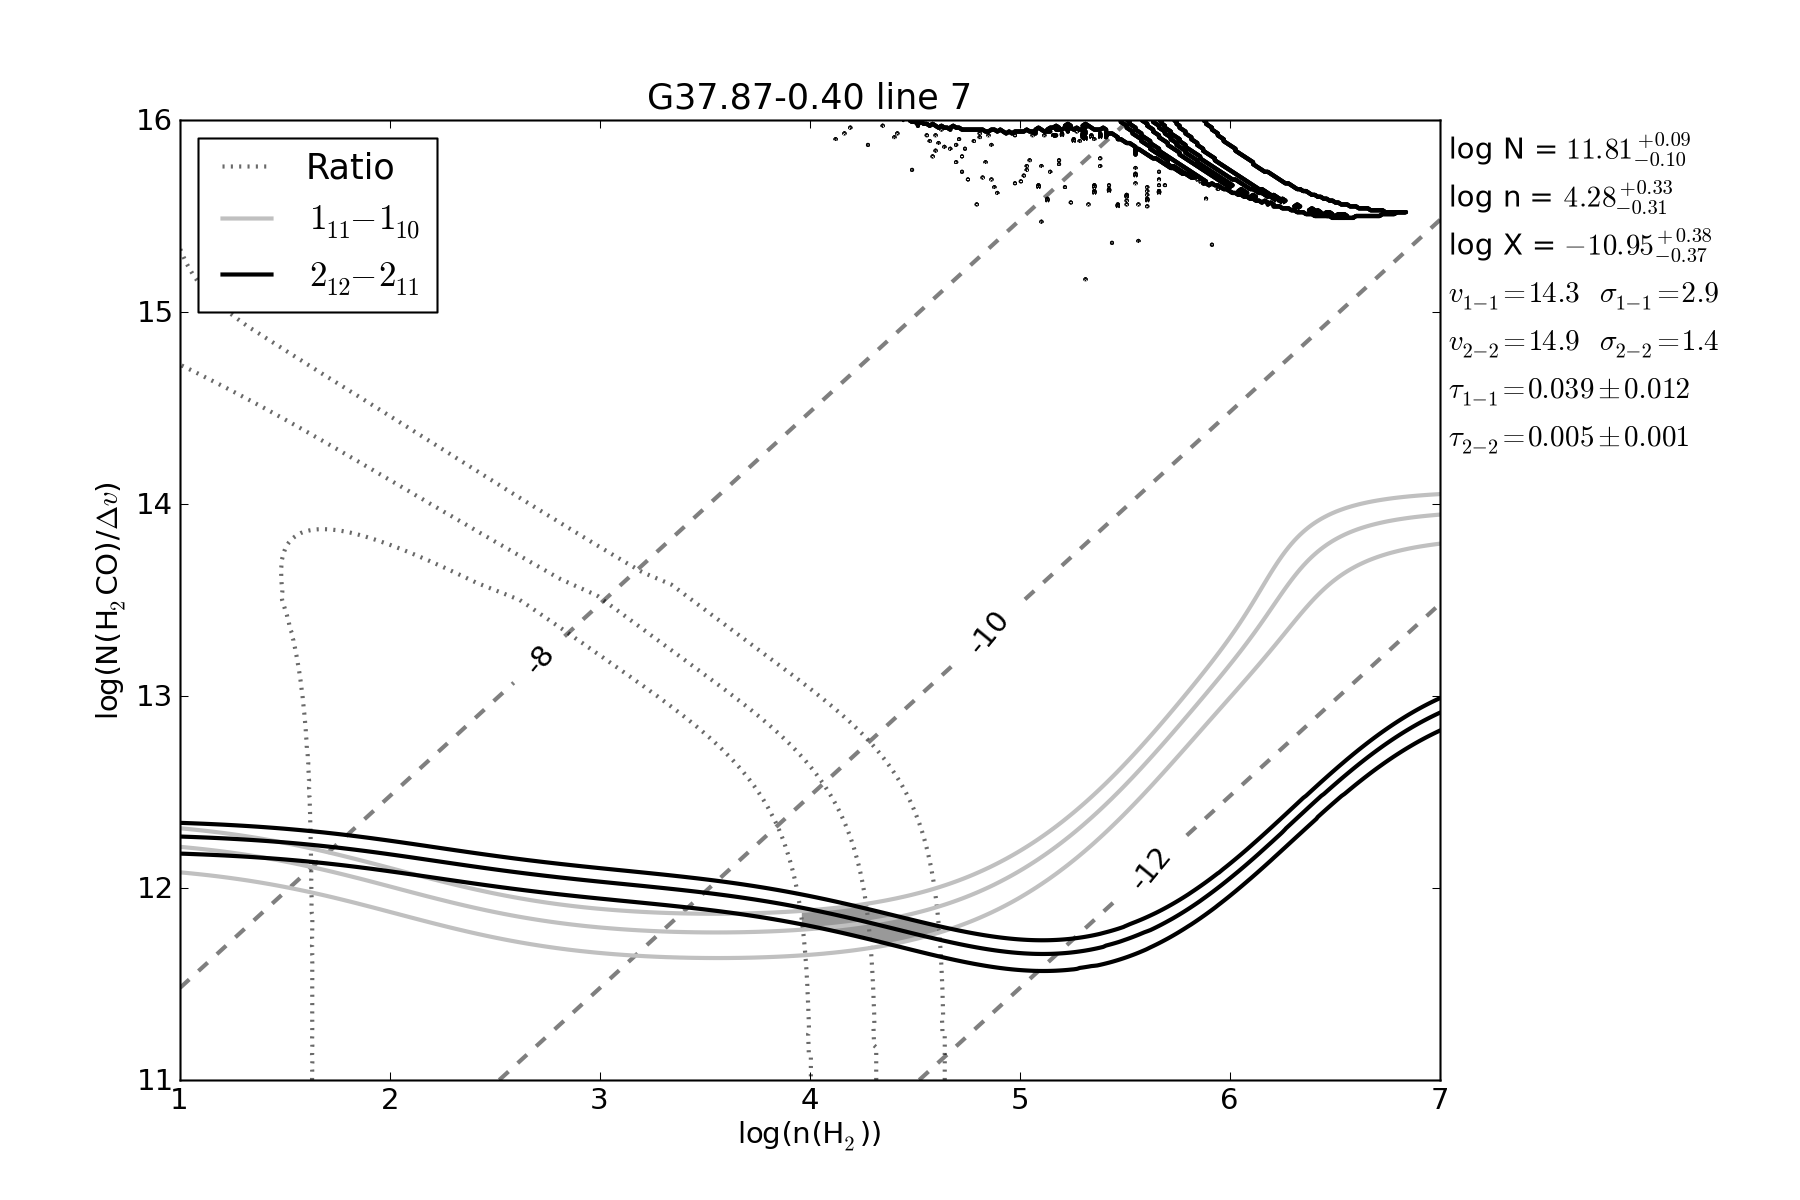 G37.87-0.40 line 7
Ratio
1₁₁−1₁₀
2₁₂−2₁₁
16
15
14
13
12
11
log(N(H₂CO)/Δv)
-8
-10
-12
1 2 3 4 5 6 7
log(n(H₂))
log N = 11.81 +0.09 −0.10
log n = 4.28 +0.33 −0.31
log X = −10.95 +0.38 −0.37
v₁₋₁=14.3 σ₁₋₁=2.9
v₂₋₂=14.9 σ₂₋₂=1.4
τ₁₋₁=0.039±0.012
τ₂₋₂=0.005±0.001